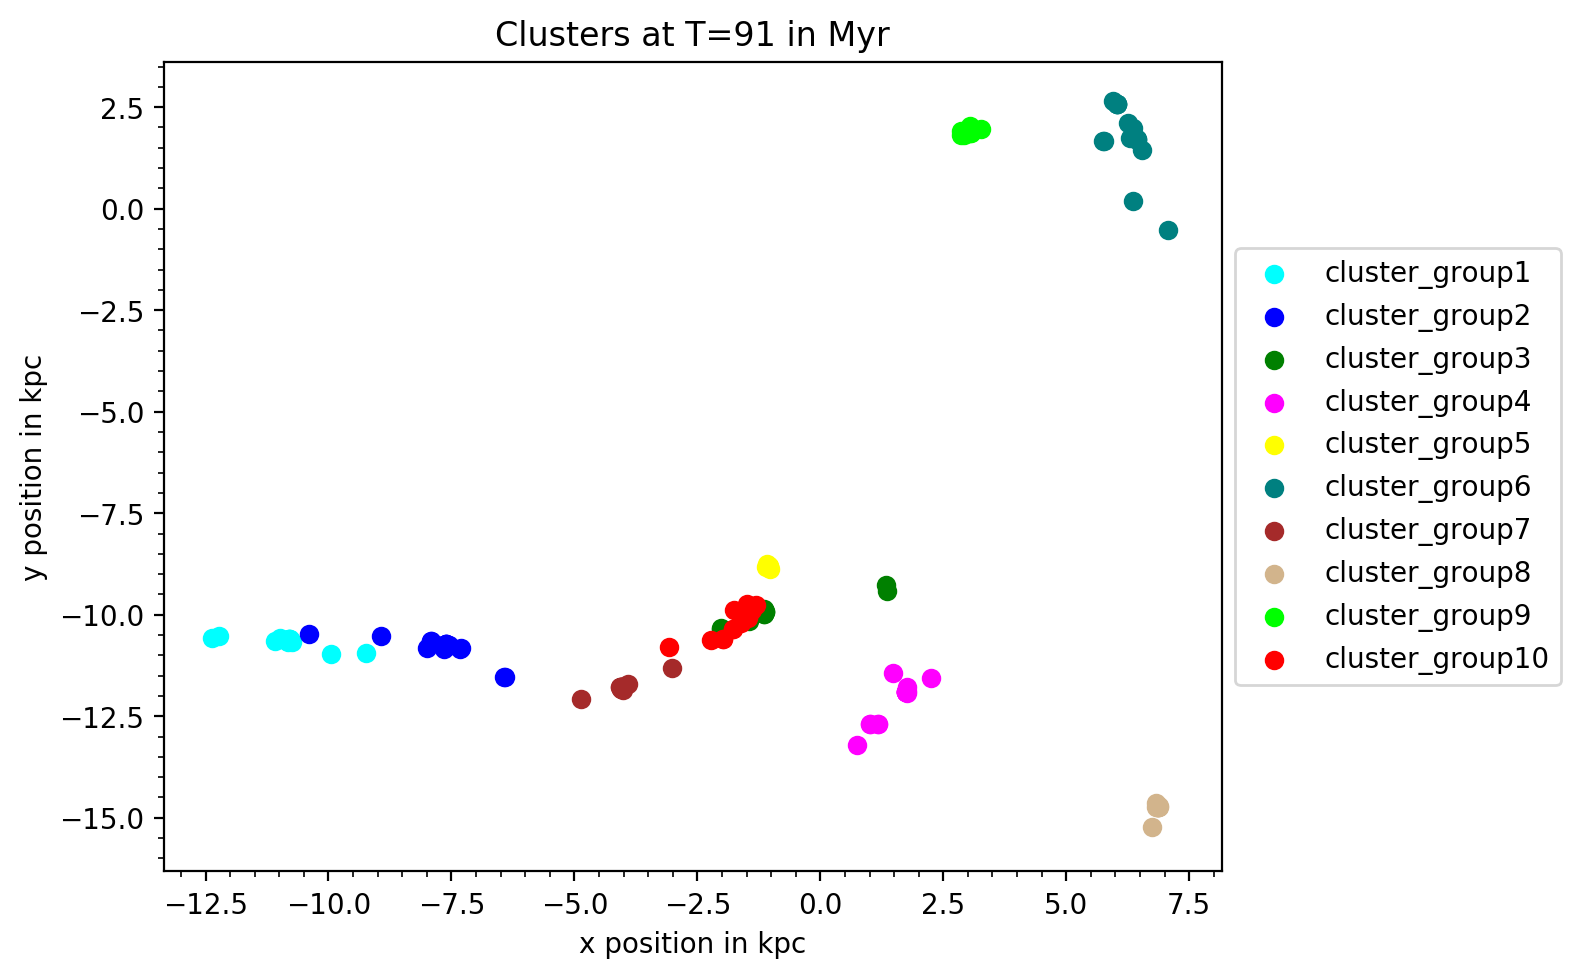 Clusters at T=91 in Myr
2.5
0.0
−2.5
−5.0
−7.5
−10.0
−12.5
−15.0
y position in kpc
−12.5 −10.0 −7.5 −5.0 −2.5 0.0 2.5 5.0 7.5
x position in kpc
cluster_group1
cluster_group2
cluster_group3
cluster_group4
cluster_group5
cluster_group6
cluster_group7
cluster_group8
cluster_group9
cluster_group10